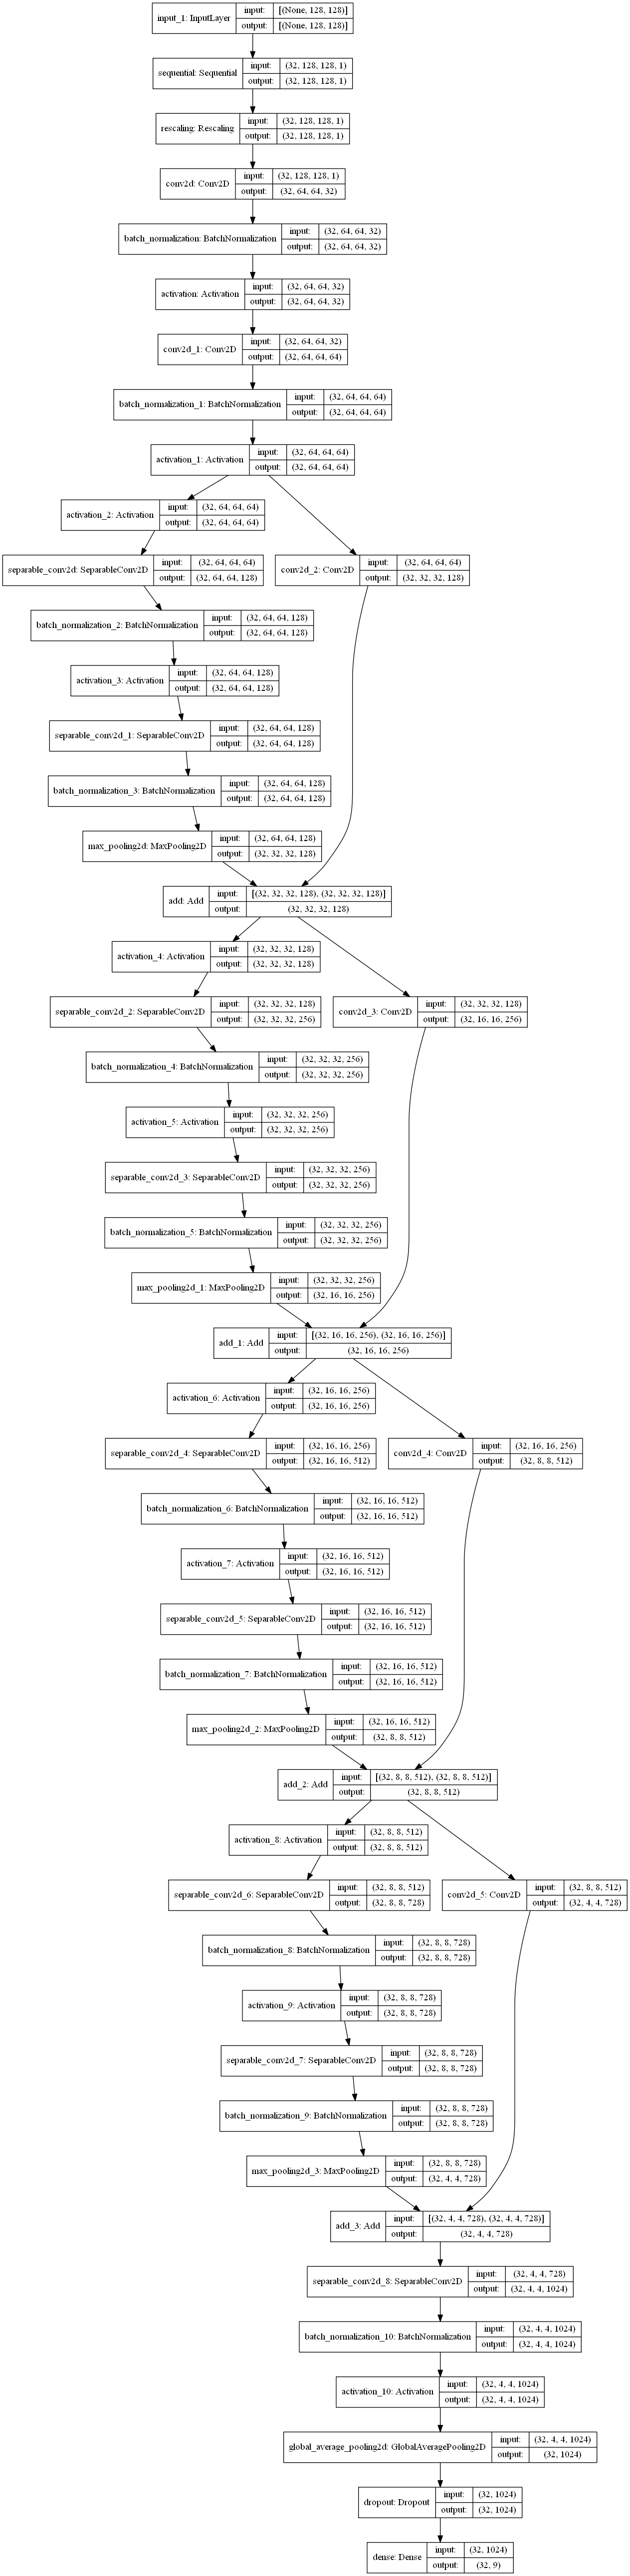 input_1: InputLayer
input: [(None, 128, 128)]
output: [(None, 128, 128)]
sequential: Sequential
input: (32, 128, 128, 1)
output: (32, 128, 128, 1)
rescaling: Rescaling
input: (32, 128, 128, 1)
output: (32, 128, 128, 1)
conv2d: Conv2D
input: (32, 128, 128, 1)
output: (32, 64, 64, 32)
batch_normalization: BatchNormalization
input: (32, 64, 64, 32)
output: (32, 64, 64, 32)
activation: Activation
input: (32, 64, 64, 32)
output: (32, 64, 64, 32)
conv2d_1: Conv2D
input: (32, 64, 64, 32)
output: (32, 64, 64, 64)
batch_normalization_1: BatchNormalization
input: (32, 64, 64, 64)
output: (32, 64, 64, 64)
activation_1: Activation
input: (32, 64, 64, 64)
output: (32, 64, 64, 64)
activation_2: Activation
input: (32, 64, 64, 64)
output: (32, 64, 64, 64)
separable_conv2d: SeparableConv2D
input: (32, 64, 64, 64)
output: (32, 64, 64, 128)
conv2d_2: Conv2D
input: (32, 64, 64, 64)
output: (32, 32, 32, 128)
batch_normalization_2: BatchNormalization
input: (32, 64, 64, 128)
output: (32, 64, 64, 128)
activation_3: Activation
input: (32, 64, 64, 128)
output: (32, 64, 64, 128)
separable_conv2d_1: SeparableConv2D
input: (32, 64, 64, 128)
output: (32, 64, 64, 128)
batch_normalization_3: BatchNormalization
input: (32, 64, 64, 128)
output: (32, 64, 64, 128)
max_pooling2d: MaxPooling2D
input: (32, 64, 64, 128)
output: (32, 32, 32, 128)
add: Add
input: [(32, 32, 32, 128), (32, 32, 32, 128)]
output: (32, 32, 32, 128)
activation_4: Activation
input: (32, 32, 32, 128)
output: (32, 32, 32, 128)
separable_conv2d_2: SeparableConv2D
input: (32, 32, 32, 128)
output: (32, 32, 32, 256)
conv2d_3: Conv2D
input: (32, 32, 32, 128)
output: (32, 16, 16, 256)
batch_normalization_4: BatchNormalization
input: (32, 32, 32, 256)
output: (32, 32, 32, 256)
activation_5: Activation
input: (32, 32, 32, 256)
output: (32, 32, 32, 256)
separable_conv2d_3: SeparableConv2D
input: (32, 32, 32, 256)
output: (32, 32, 32, 256)
batch_normalization_5: BatchNormalization
input: (32, 32, 32, 256)
output: (32, 32, 32, 256)
max_pooling2d_1: MaxPooling2D
input: (32, 32, 32, 256)
output: (32, 16, 16, 256)
add_1: Add
input: [(32, 16, 16, 256), (32, 16, 16, 256)]
output: (32, 16, 16, 256)
activation_6: Activation
input: (32, 16, 16, 256)
output: (32, 16, 16, 256)
separable_conv2d_4: SeparableConv2D
input: (32, 16, 16, 256)
output: (32, 16, 16, 512)
conv2d_4: Conv2D
input: (32, 16, 16, 256)
output: (32, 8, 8, 512)
batch_normalization_6: BatchNormalization
input: (32, 16, 16, 512)
output: (32, 16, 16, 512)
activation_7: Activation
input: (32, 16, 16, 512)
output: (32, 16, 16, 512)
separable_conv2d_5: SeparableConv2D
input: (32, 16, 16, 512)
output: (32, 16, 16, 512)
batch_normalization_7: BatchNormalization
input: (32, 16, 16, 512)
output: (32, 16, 16, 512)
max_pooling2d_2: MaxPooling2D
input: (32, 16, 16, 512)
output: (32, 8, 8, 512)
add_2: Add
input: [(32, 8, 8, 512), (32, 8, 8, 512)]
output: (32, 8, 8, 512)
activation_8: Activation
input: (32, 8, 8, 512)
output: (32, 8, 8, 512)
separable_conv2d_6: SeparableConv2D
input: (32, 8, 8, 512)
output: (32, 8, 8, 728)
conv2d_5: Conv2D
input: (32, 8, 8, 512)
output: (32, 4, 4, 728)
batch_normalization_8: BatchNormalization
input: (32, 8, 8, 728)
output: (32, 8, 8, 728)
activation_9: Activation
input: (32, 8, 8, 728)
output: (32, 8, 8, 728)
separable_conv2d_7: SeparableConv2D
input: (32, 8, 8, 728)
output: (32, 8, 8, 728)
batch_normalization_9: BatchNormalization
input: (32, 8, 8, 728)
output: (32, 8, 8, 728)
max_pooling2d_3: MaxPooling2D
input: (32, 8, 8, 728)
output: (32, 4, 4, 728)
add_3: Add
input: [(32, 4, 4, 728), (32, 4, 4, 728)]
output: (32, 4, 4, 728)
separable_conv2d_8: SeparableConv2D
input: (32, 4, 4, 728)
output: (32, 4, 4, 1024)
batch_normalization_10: BatchNormalization
input: (32, 4, 4, 1024)
output: (32, 4, 4, 1024)
activation_10: Activation
input: (32, 4, 4, 1024)
output: (32, 4, 4, 1024)
global_average_pooling2d: GlobalAveragePooling2D
input: (32, 4, 4, 1024)
output: (32, 1024)
dropout: Dropout
input: (32, 1024)
output: (32, 1024)
dense: Dense
input: (32, 1024)
output: (32, 9)